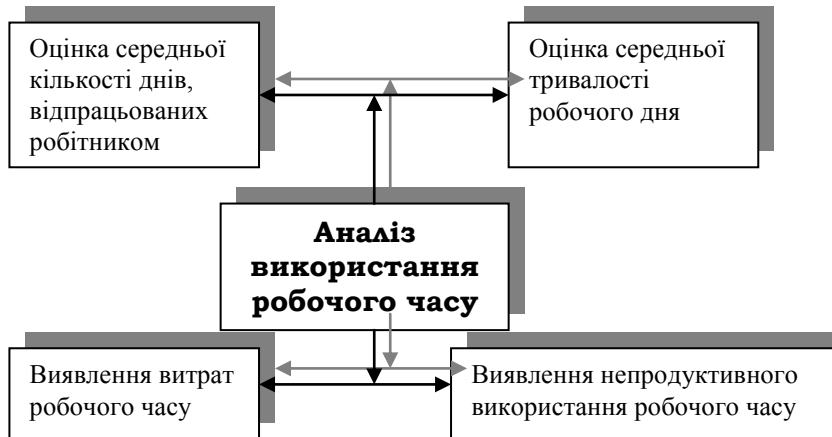 Оцінка середньої
кількості днів,
відпрацьованих
робітником
Оцінка середньої
тривалості
робочого дня
Аналіз
використання
робочого часу
Виявлення витрат
робочого часу
Виявлення непродуктивного
використання робочого часу